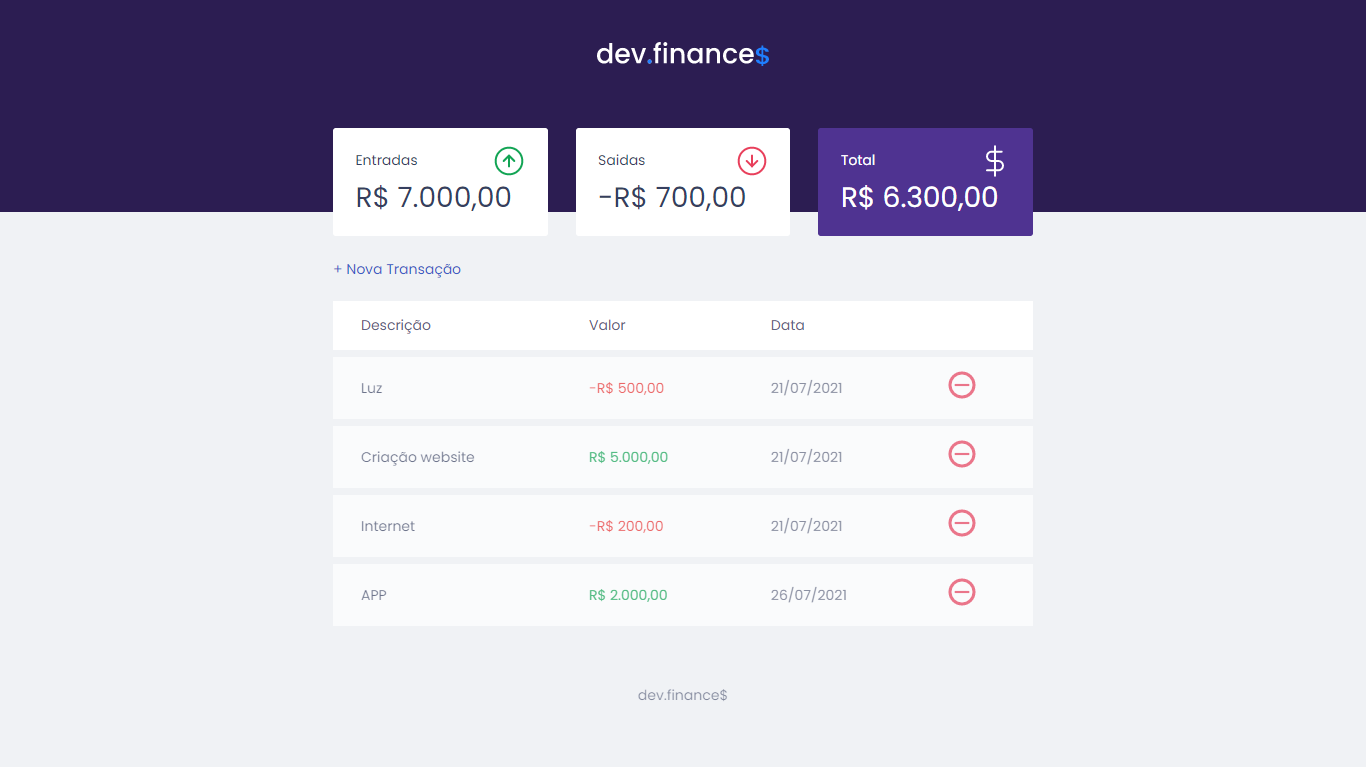 dev.finance$
Entradas
R$ 7.000,00
Saidas
-R$ 700,00
Total
$
R$ 6.300,00
+ Nova Transação
Descrição Valor Data
Luz -R$ 500,00 21/07/2021
Criação website R$ 5.000,00 21/07/2021
Internet -R$ 200,00 21/07/2021
APP R$ 2.000,00 26/07/2021
dev.finance$